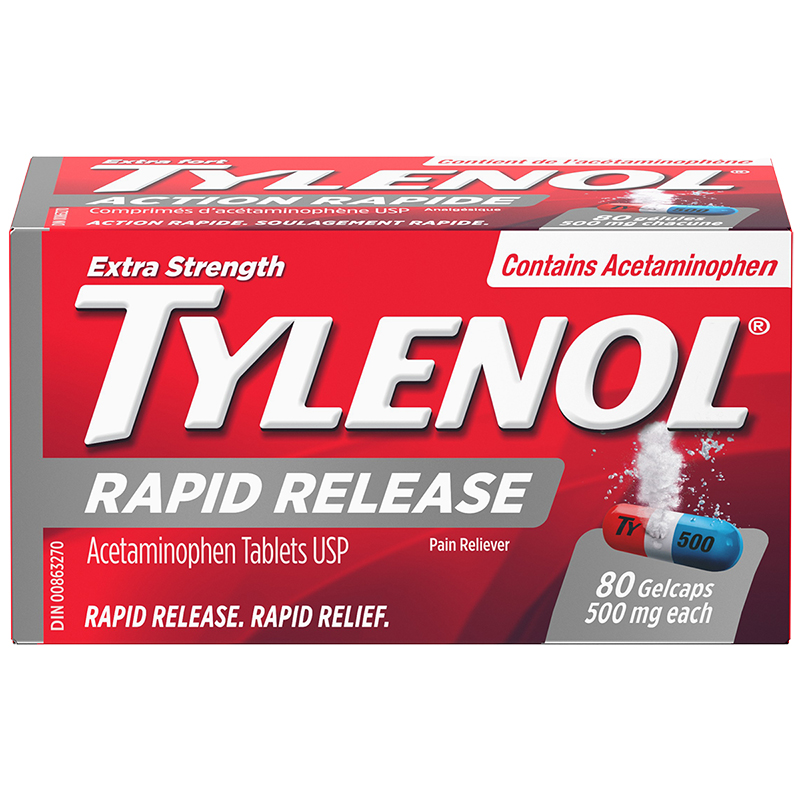 Extra fort
Contient de l'acétaminophène
TYLENOL®
ACTION RAPIDE
Comprimés d'acétaminophène USP Analgésique
ACTION RAPIDE. SOULAGEMENT RAPIDE.
80 gélules
500 mg chacune
Extra Strength
Contains Acetaminophen
TYLENOL®
RAPID RELEASE
Acetaminophen Tablets USP
Pain Reliever
TY 500
80 Gelcaps
500 mg each
RAPID RELEASE. RAPID RELIEF.
DIN 00863270